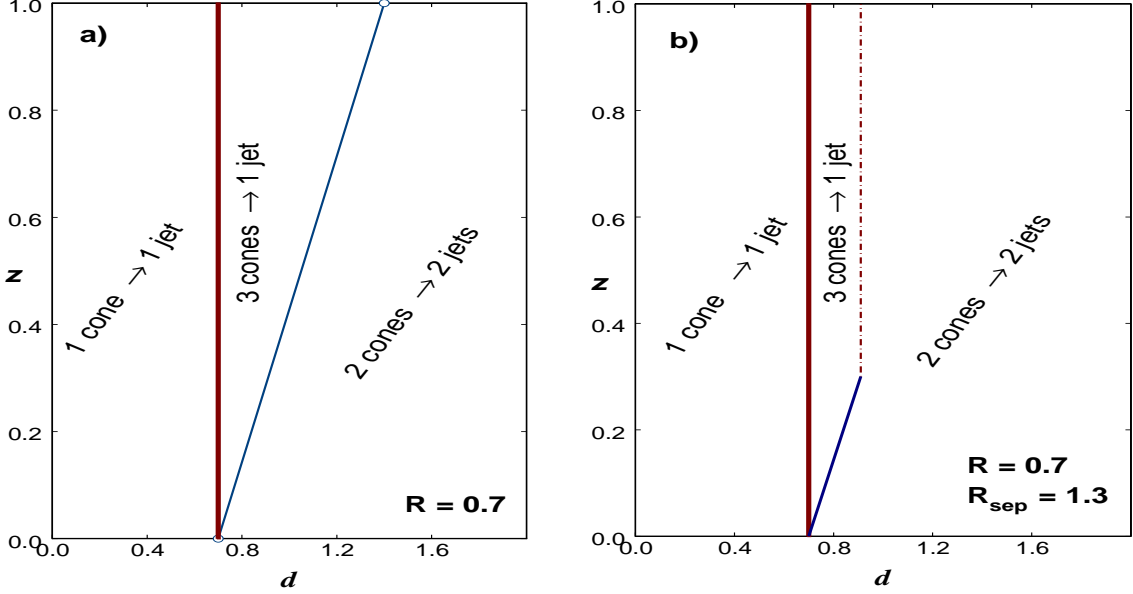 a)
1.0
0.8
0.6
0.4
0.2
0.0
z
1 cone → 1 jet
3 cones → 1 jet
2 cones → 2 jets
R = 0.7
0.0
0.4
0.8
1.2
1.6
d
b)
1.0
0.8
0.6
0.4
0.2
0.0
z
1 cone → 1 jet
3 cones → 1 jet
2 cones → 2 jets
R = 0.7
R_sep = 1.3
0.0
0.4
0.8
1.2
1.6
d